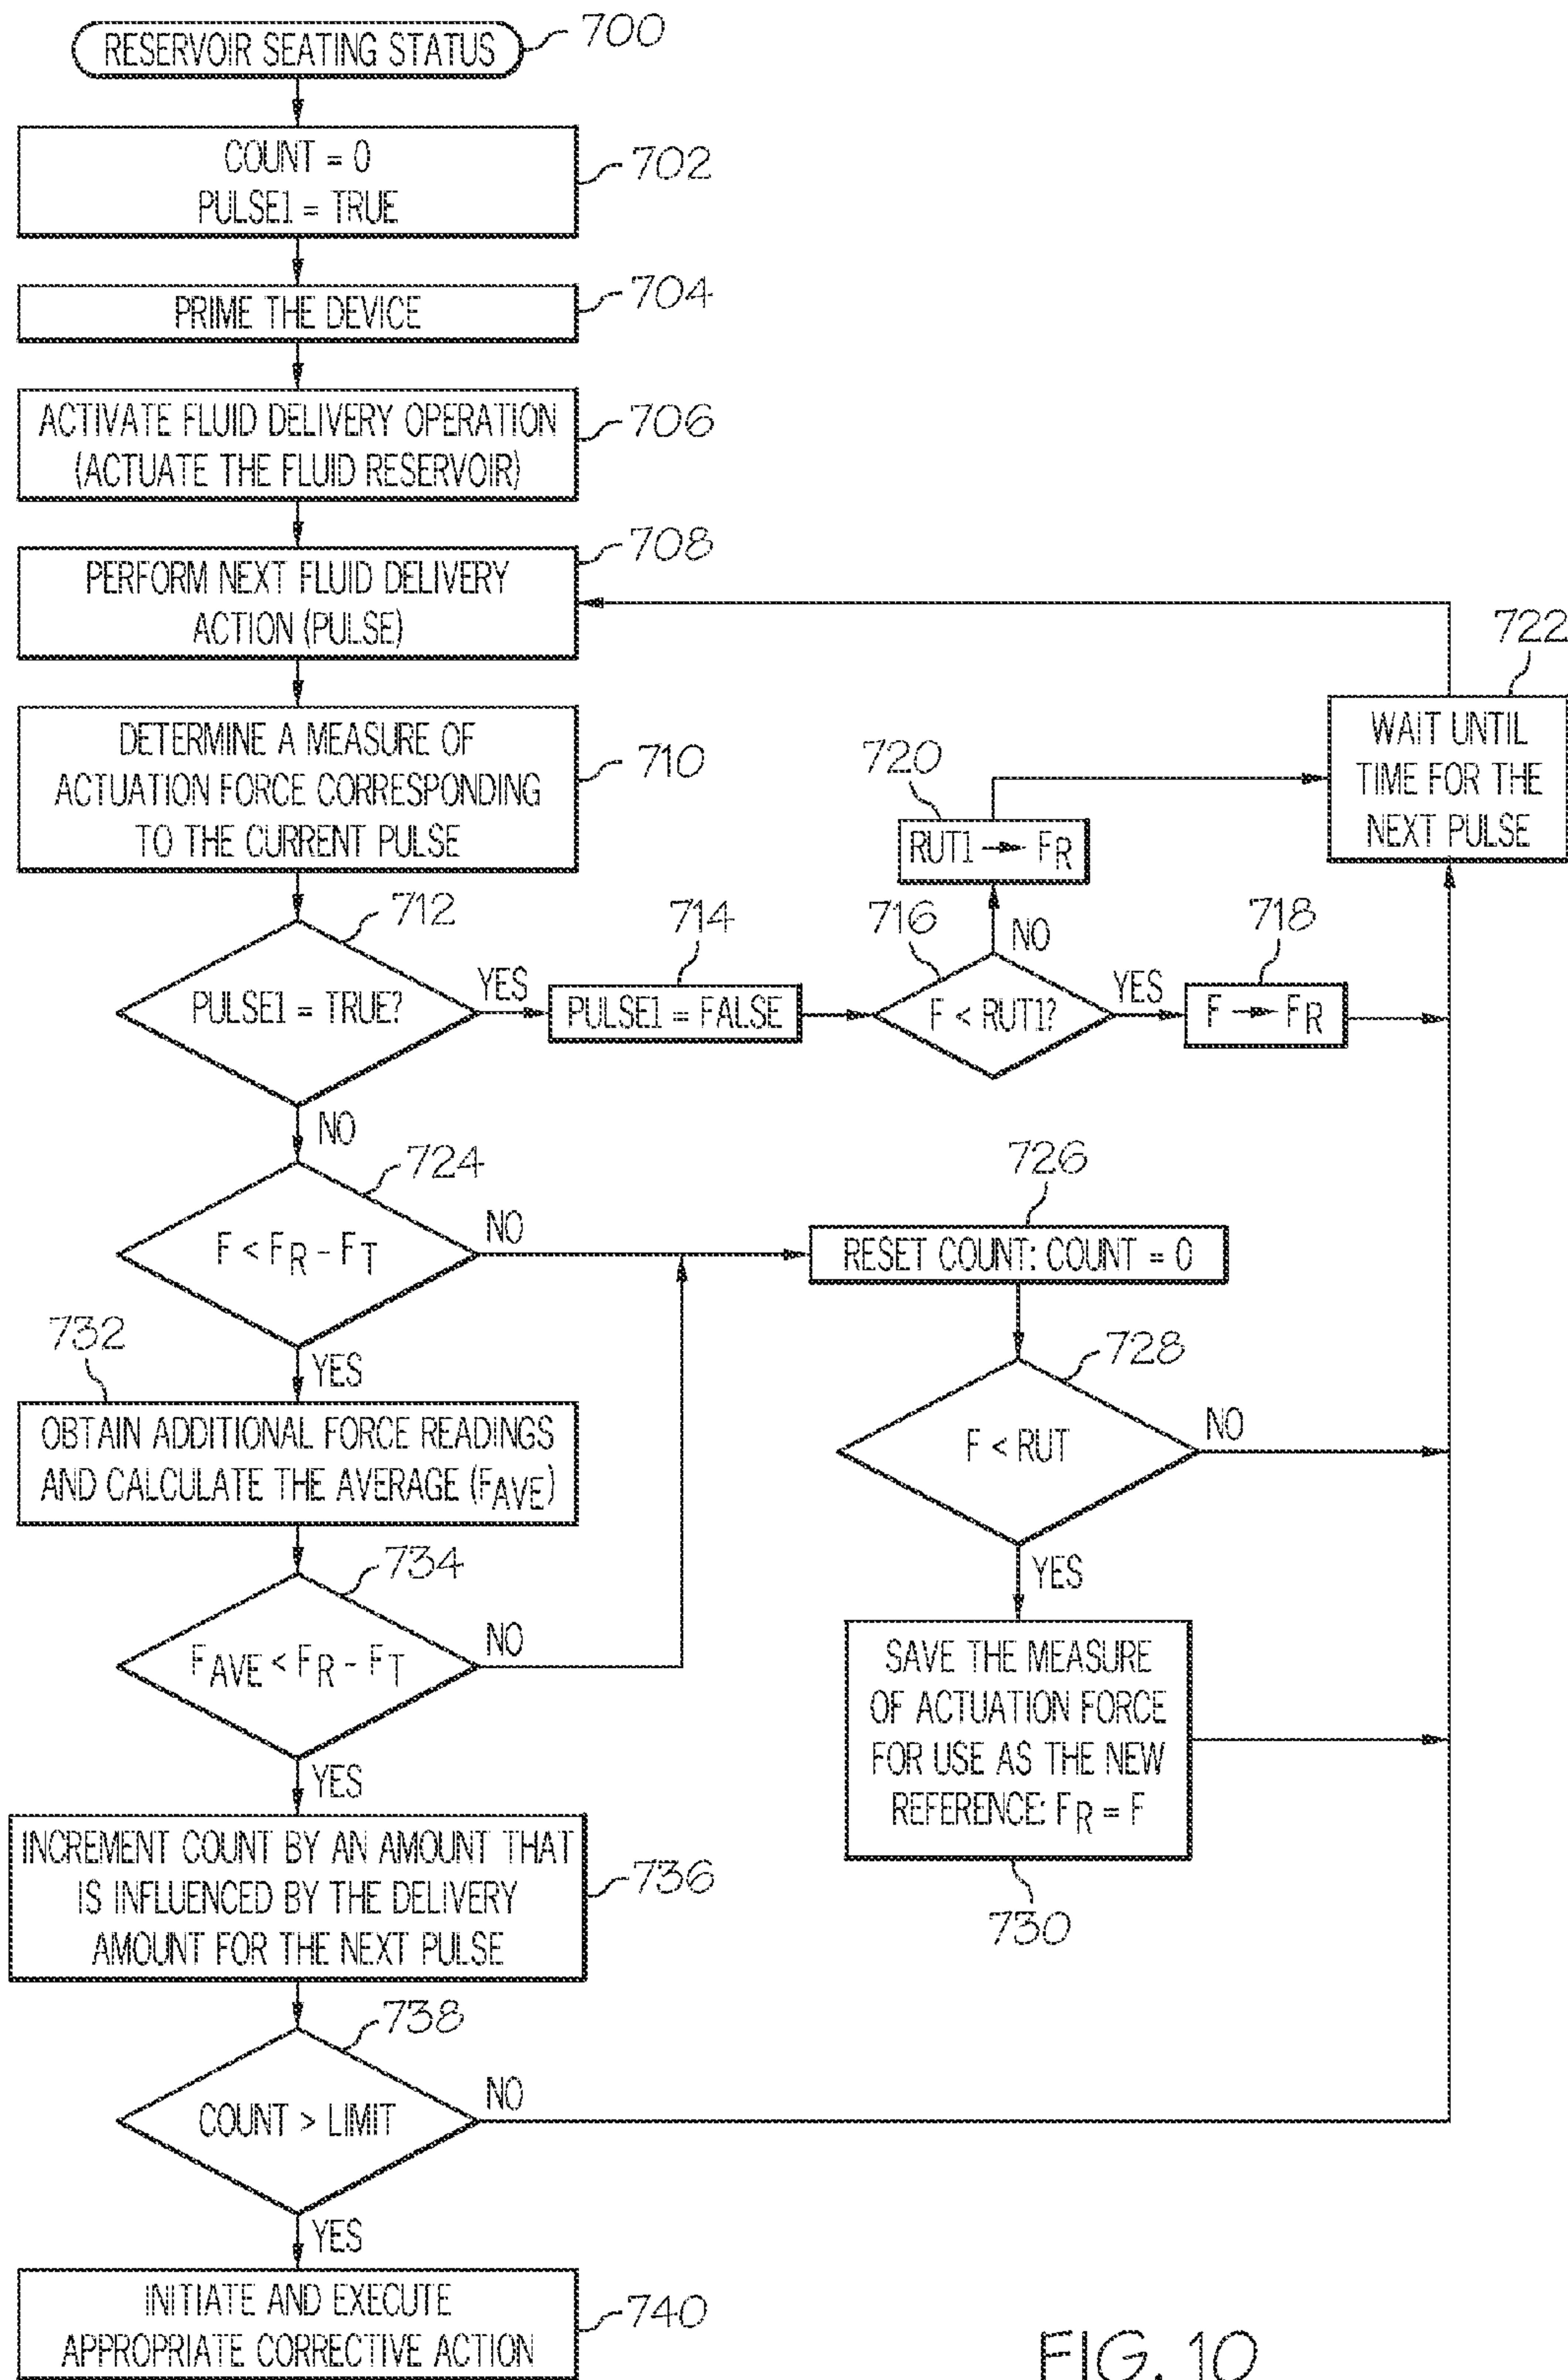 RESERVOIR SEATING STATUS
700
COUNT = 0
PULSE1 = TRUE
702
PRIME THE DEVICE
704
ACTIVATE FLUID DELIVERY OPERATION
(ACTUATE THE FLUID RESERVOIR)
706
PERFORM NEXT FLUID DELIVERY
ACTION (PULSE)
708
722
WAIT UNTIL
TIME FOR THE
NEXT PULSE
DETERMINE A MEASURE OF
ACTUATION FORCE CORRESPONDING
TO THE CURRENT PULSE
710
720
RUT1 → FR
712
PULSE1 = TRUE?
YES
714
PULSE1 = FALSE
716
NO
F < RUT1?
YES
718
F → FR
NO
724
F < FR - FT
NO
726
RESET COUNT: COUNT = 0
YES
728
F < RUT
NO
YES
732
OBTAIN ADDITIONAL FORCE READINGS
AND CALCULATE THE AVERAGE (FAVE)
734
FAVE < FR - FT
NO
SAVE THE MEASURE
OF ACTUATION FORCE
FOR USE AS THE NEW
REFERENCE: FR = F
730
YES
INCREMENT COUNT BY AN AMOUNT THAT
IS INFLUENCED BY THE DELIVERY
AMOUNT FOR THE NEXT PULSE
736
738
COUNT > LIMIT
NO
YES
INITIATE AND EXECUTE
APPROPRIATE CORRECTIVE ACTION
740
FIG. 10